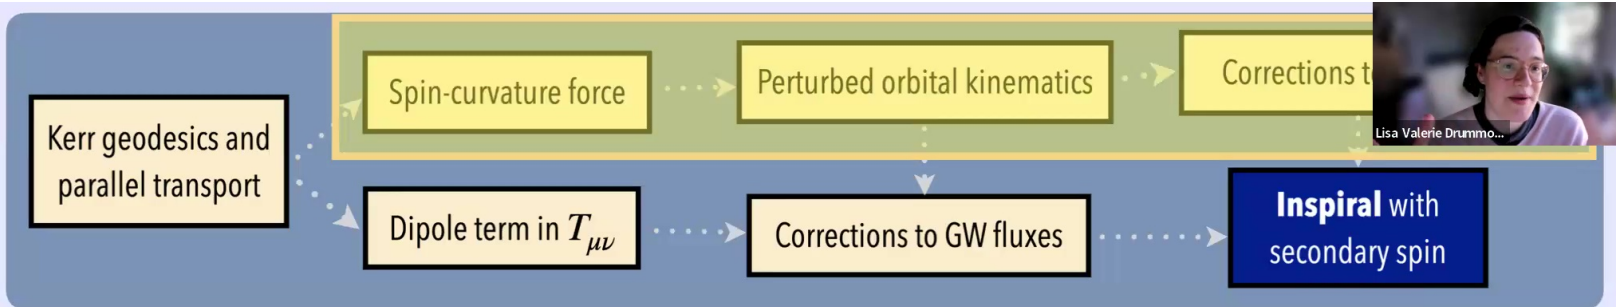 Spin-curvature force
Perturbed orbital kinematics
Corrections
Lisa Valerie Drummo...
Kerr geodesics and
parallel transport
Dipole term in Tμν
Corrections to GW fluxes
Inspiral with
secondary spin